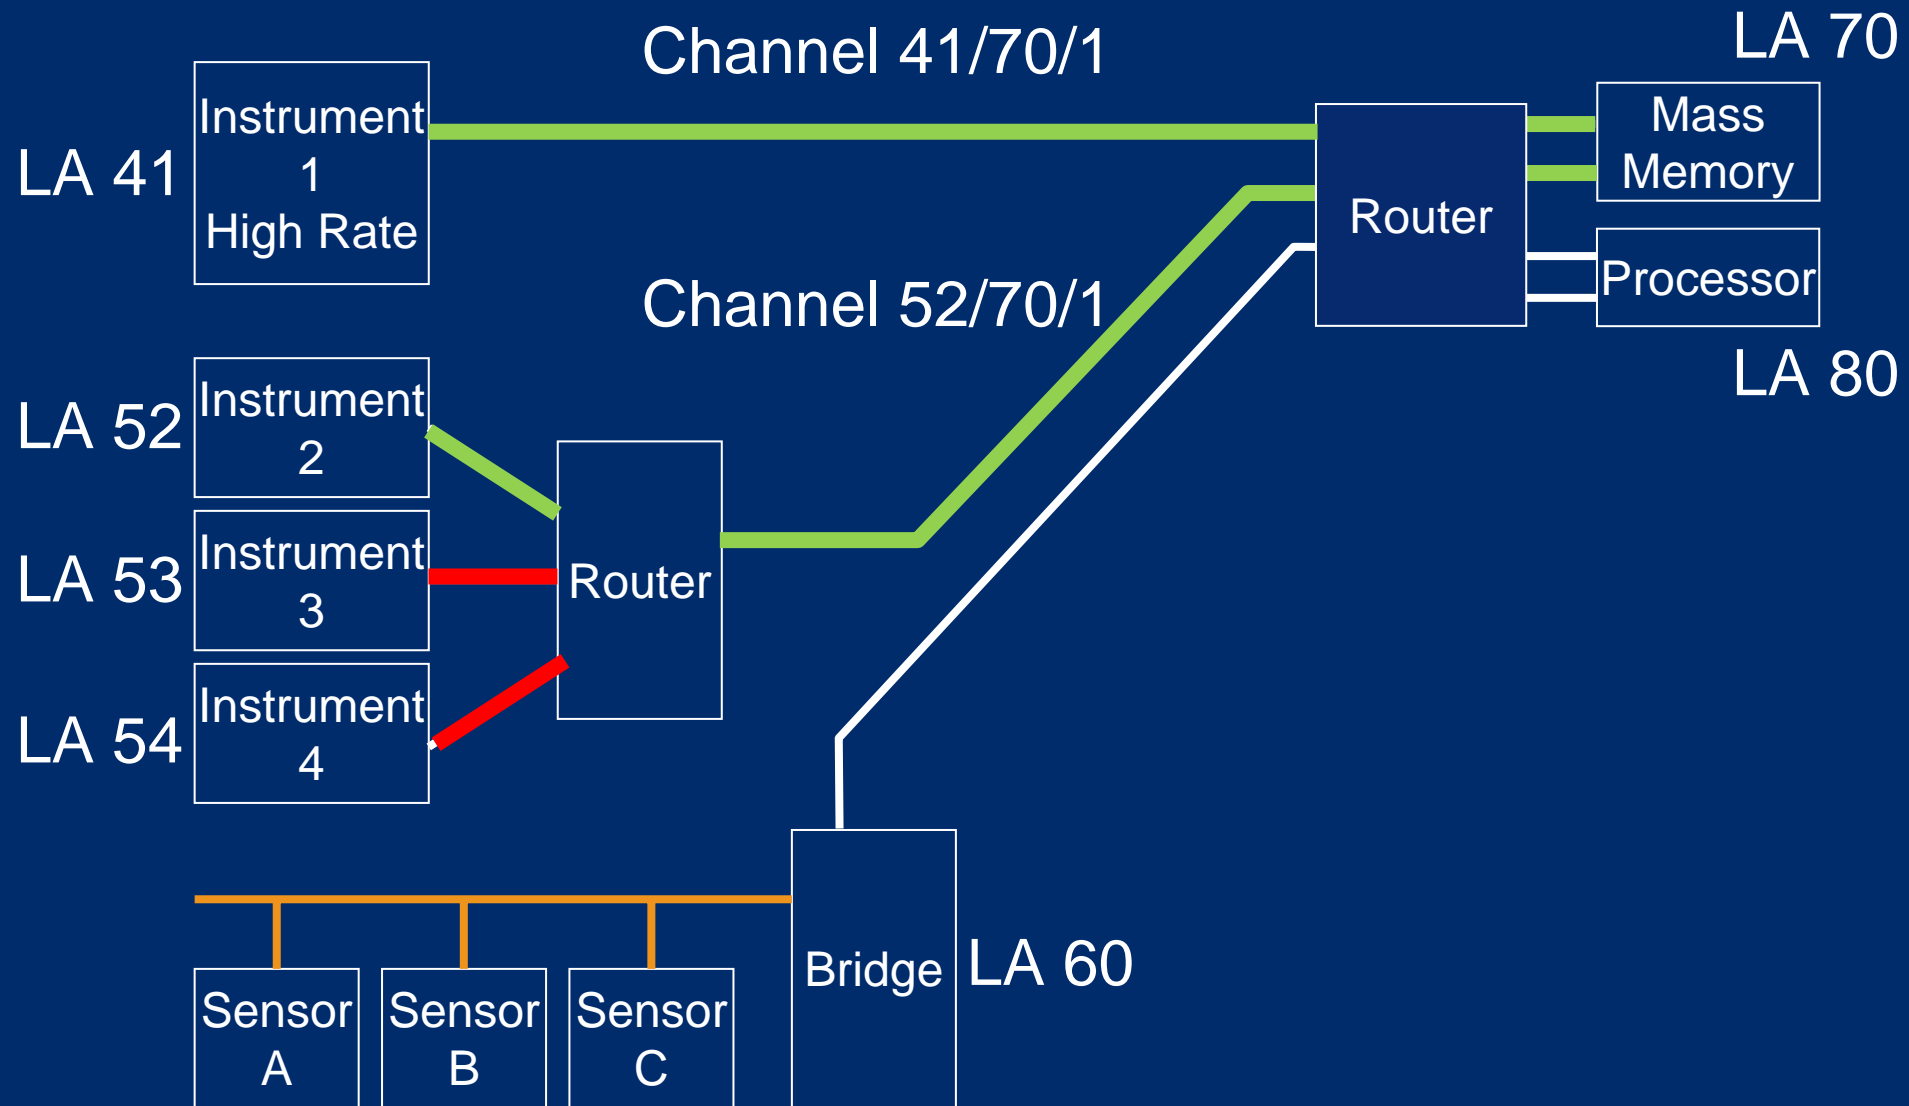 Channel 41/70/1
LA 70
LA 41
Instrument
1
High Rate
Router
Mass
Memory
Processor
LA 80
Channel 52/70/1
LA 52
Instrument
2
LA 53
Instrument
3
Router
LA 54
Instrument
4
Bridge
LA 60
Sensor
A
Sensor
B
Sensor
C